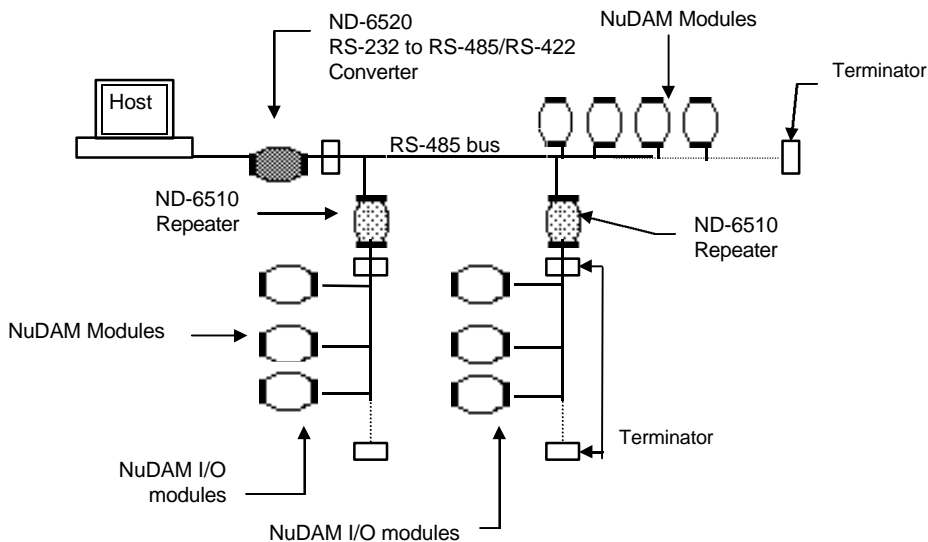 ND-6520
RS-232 to RS-485/RS-422
Converter
NuDAM Modules
Terminator
Host
RS-485 bus
ND-6510
Repeater
ND-6510
Repeater
NuDAM Modules
Terminator
NuDAM I/O
modules
NuDAM I/O modules